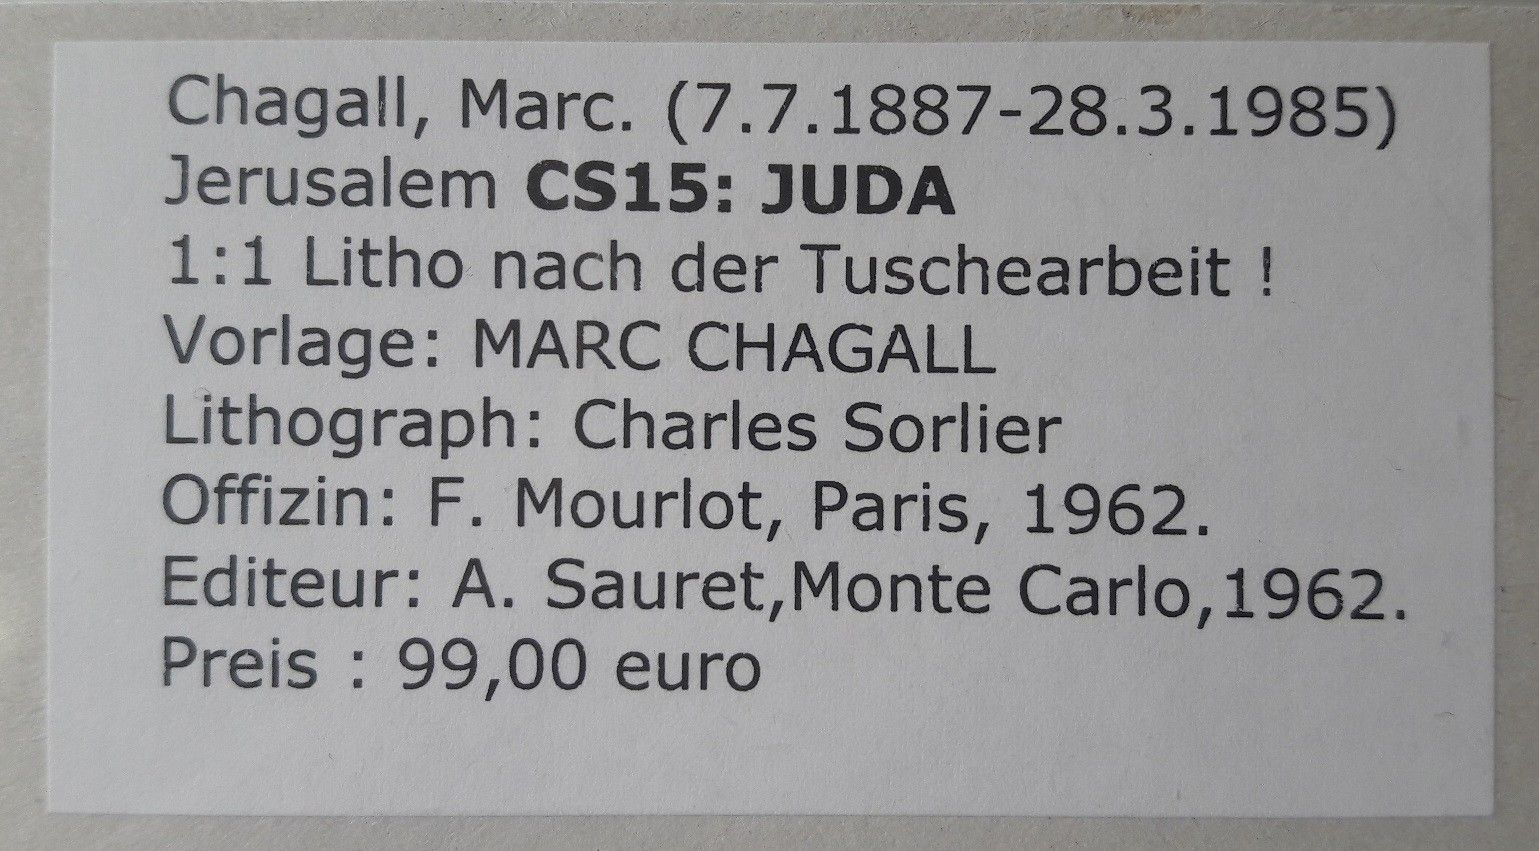 Chagall, Marc. (7.7.1887-28.3.1985)
Jerusalem CS15: JUDA
1:1 Litho nach der Tuschearbeit !
Vorlage: MARC CHAGALL
Lithograph: Charles Sorlier
Offizin: F. Mourlot, Paris, 1962.
Editeur: A. Sauret,Monte Carlo,1962.
Preis : 99,00 euro